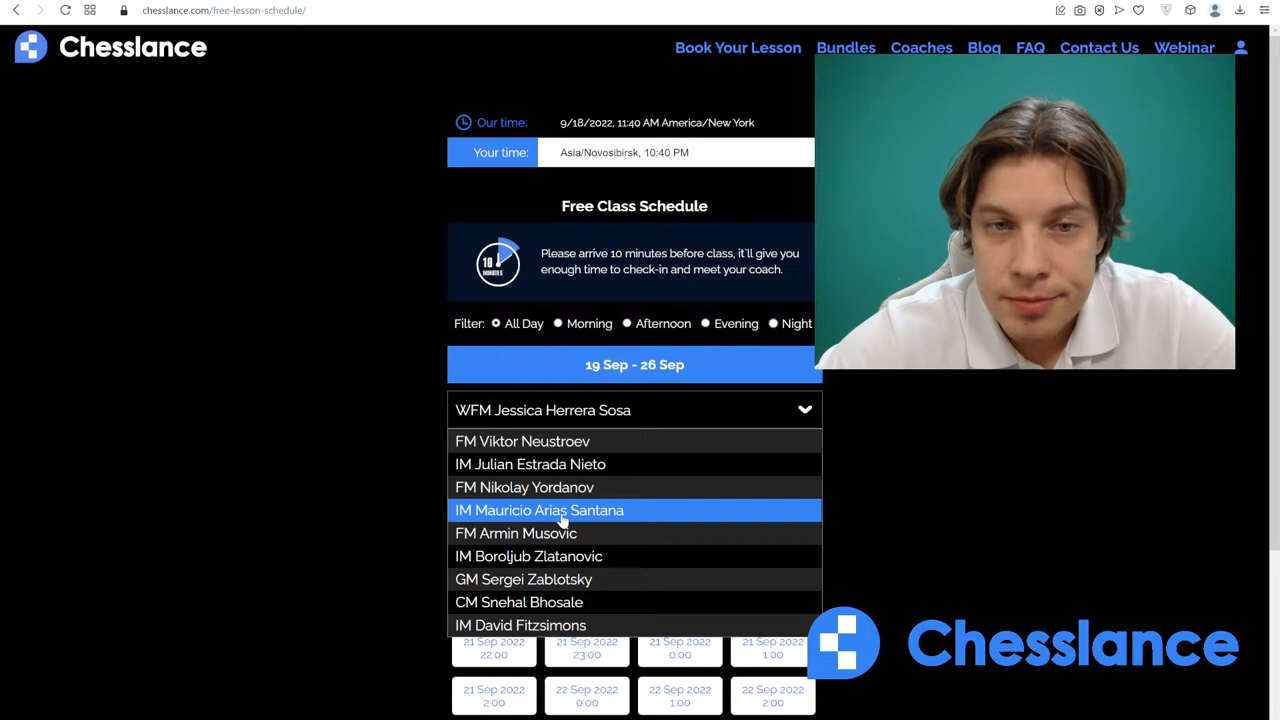 chesslance.com/free-lesson-schedule/
Chesslance
Book Your Lesson Bundles Coaches Blog FAQ Contact Us Webinar
Our time: 9/18/2022, 11:40 AM America/New York
Your time: Asia/Novosibirsk, 10:40 PM
Free Class Schedule
10
MINUTES
Please arrive 10 minutes before class, it'll give you
enough time to check-in and meet your coach.
Filter: All Day Morning Afternoon Evening Night
19 Sep - 26 Sep
WFM Jessica Herrera Sosa
FM Viktor Neustroev
IM Julian Estrada Nieto
FM Nikolay Yordanov
IM Mauricio Arias Santana
FM Armin Musovic
IM Boroljub Zlatanovic
GM Sergei Zablotsky
CM Snehal Bhosale
IM David Fitzsimons
21 Sep 2022 21 Sep 2022 21 Sep 2022 21 Sep 2022
22:00 23:00 0:00 1:00
21 Sep 2022 22 Sep 2022 22 Sep 2022 22 Sep 2022
2:00 0:00 1:00 2:00
Chesslance